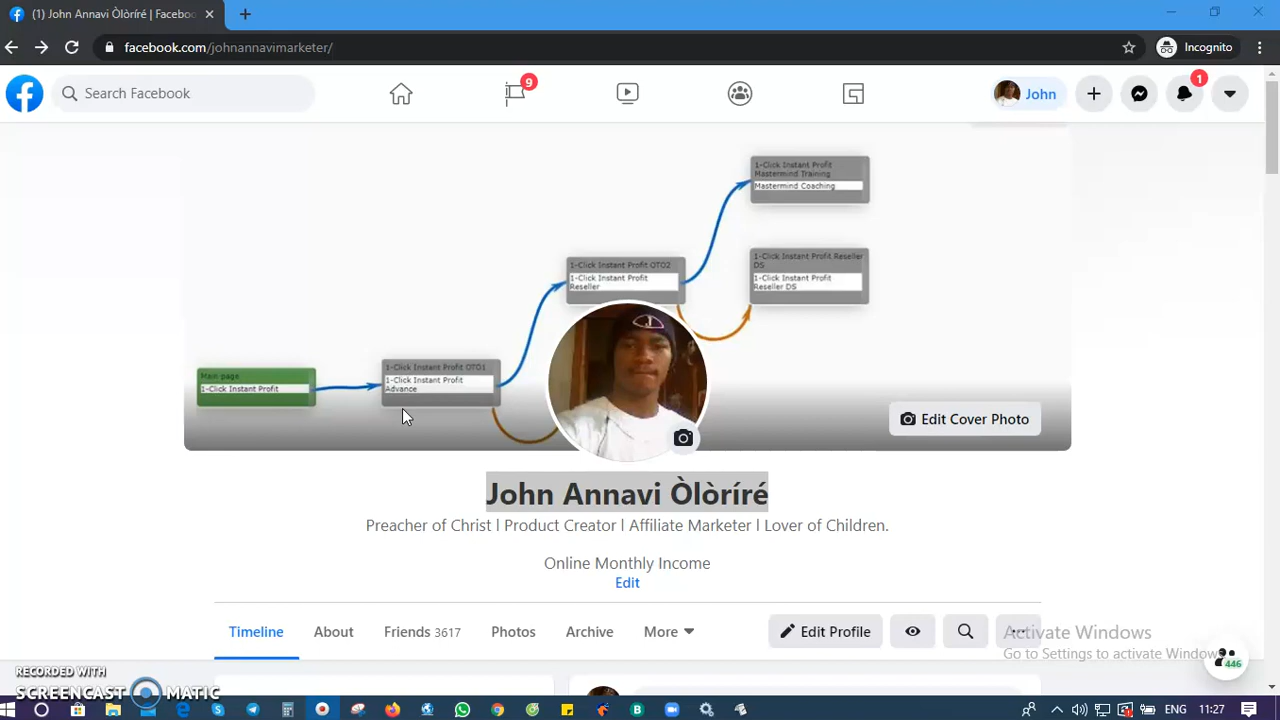 (1) John Annavi Òlòríré | Faceboo
facebook.com/johnannavimarketer/
Incognito
Search Facebook
9
John
1
1-Click Instant Profit
Mastermind Training
Mastermind Coaching
1-Click Instant Profit OTO2
1-Click Instant Profit
Reseller
1-Click Instant Profit Reseller
DS
1-Click Instant Profit
Reseller DS
Main page
1-Click Instant Profit
1-Click Instant Profit OTO1
1-Click Instant Profit
Advance
Edit Cover Photo
John Annavi Òlòríré
Preacher of Christ l Product Creator l Affiliate Marketer l Lover of Children.
Online Monthly Income
Edit
Timeline
About
Friends 3617
Photos
Archive
More
Edit Profile
Activate Windows
Go to Settings to activate Windows.
446
RECORDED WITH
SCREENCAST MATIC
ENG
11:27